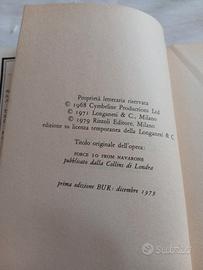 Proprietà letteraria riservata
© 1968 Cymbeline Productions Ltd
© 1971 Longanesi & C., Milano
© 1979 Rizzoli Editore, Milano
edizione su licenza temporanea della Longanesi & C
Titolo originale dell'opera:
FORCE 10 FROM NAVARONE
pubblicato dalla Collins di Londra
prima edizione BUR: dicembre 1979
subito